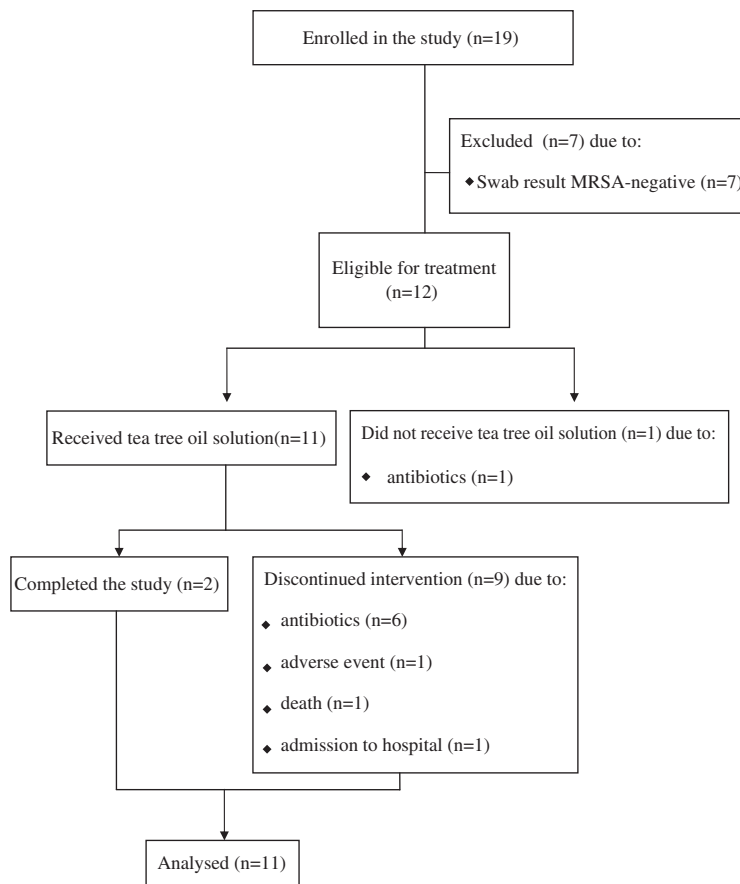 Enrolled in the study (n=19)
Excluded (n=7) due to:
◆Swab result MRSA-negative (n=7)
Eligible for treatment
(n=12)
Received tea tree oil solution(n=11)
Did not receive tea tree oil solution (n=1) due to:
◆ antibiotics (n=1)
Completed the study (n=2)
Discontinued intervention (n=9) due to:
◆ antibiotics (n=6)
◆ adverse event (n=1)
◆ death (n=1)
◆ admission to hospital (n=1)
Analysed (n=11)